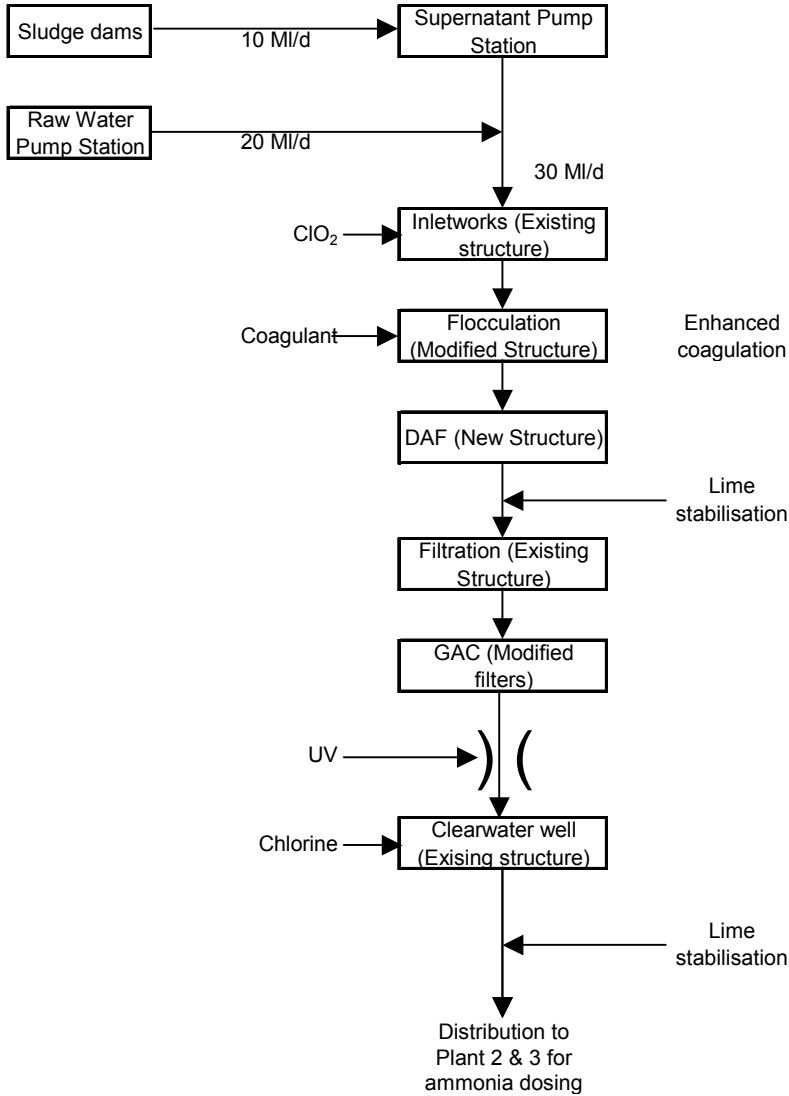 Sludge dams
10 Ml/d
Supernatant Pump
Station
Raw Water
Pump Station
20 Ml/d
30 Ml/d
ClO₂
Inletworks (Existing
structure)
Coagulant
Flocculation
(Modified Structure)
Enhanced
coagulation
DAF (New Structure)
Lime
stabilisation
Filtration (Existing
Structure)
GAC (Modified
filters)
UV
) (
Chlorine
Clearwater well
(Exising structure)
Lime
stabilisation
Distribution to
Plant 2 & 3 for
ammonia dosing